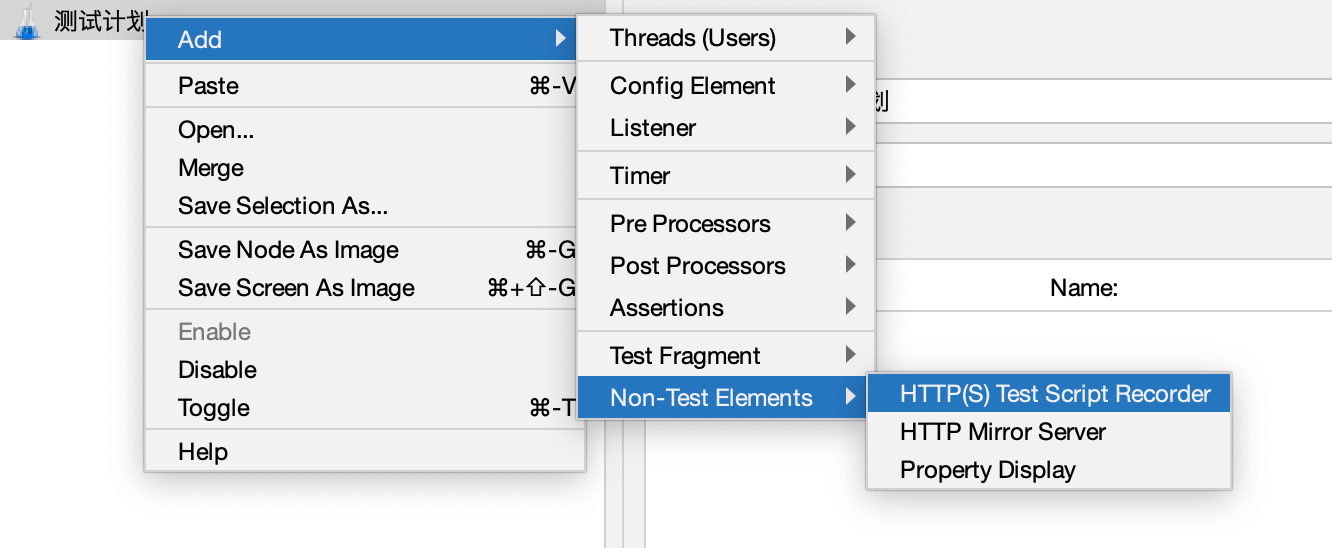 测试计划
Add
Paste ⌘-V
Open...
Merge
Save Selection As...
Save Node As Image ⌘-G
Save Screen As Image ⌘+⇧-G
Enable
Disable
Toggle ⌘-T
Help
Threads (Users)
Config Element
Listener
Timer
Pre Processors
Post Processors
Assertions
Test Fragment
Non-Test Elements
HTTP(S) Test Script Recorder
HTTP Mirror Server
Property Display
划
Name: